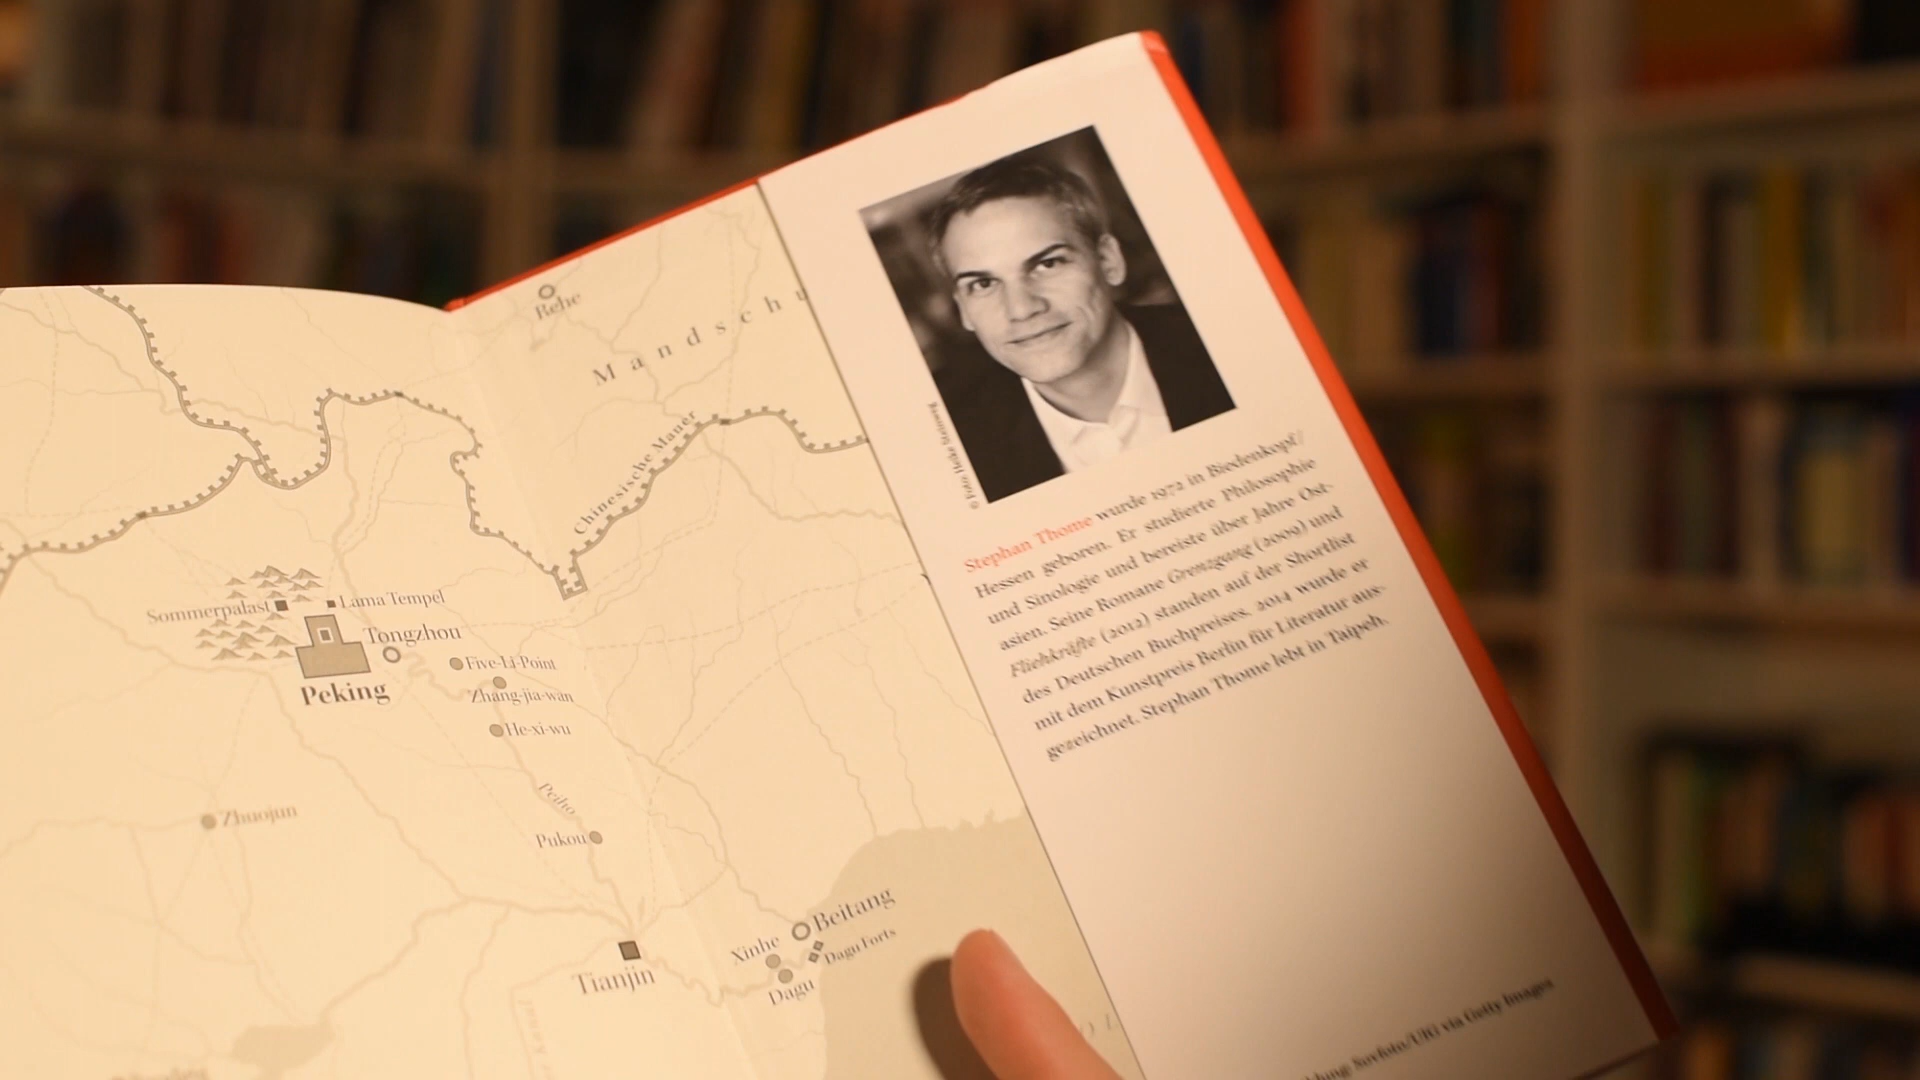 Rehe
Mandschu
Chinesische Mauer
Sommerpalast
Lama Tempel
Tongzhou
Five-Li-Point
Peking
Zhang-jia-wan
He-xi-wu
Peiho
Zhuojun
Pukou
Beitang
Xinhe
Dagu Forts
Tianjin
Dagu
Stephan Thome wurde 1972 in Biedenkopf/
Hessen geboren. Er studierte Philosophie
und Sinologie und bereiste über Jahre Ost-
asien. Seine Romane Grenzgang (2009) und
Fliehkräfte (2012) standen auf der Shortlist
des Deutschen Buchpreises. 2014 wurde er
mit dem Kunstpreis Berlin für Literatur aus-
gezeichnet. Stephan Thome lebt in Taipeh.
Sovfoto/UIG via Getty Images